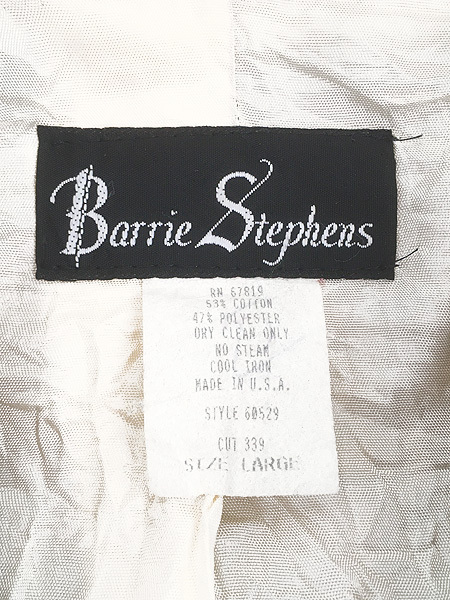 Barrie Stephens
RN 67819
53% COTTON
47% POLYESTER
DRY CLEAN ONLY
NO STEAM
COOL IRON
MADE IN U.S.A.
STYLE 60529
CUT 339
SIZE LARGE